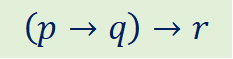 (p → q) → r